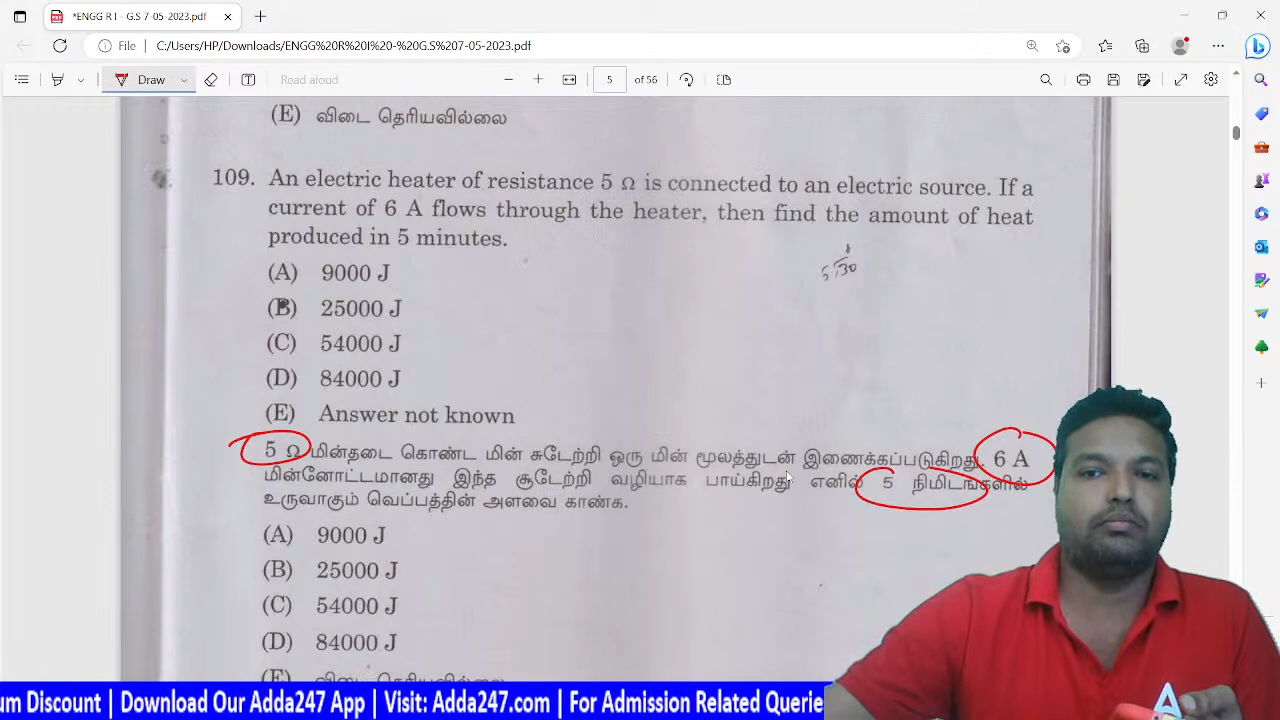 *ENGG R I - G.S 7-05-2023.pdf
File C:/Users/HP/Downloads/ENGG%20R%20I%20-%20G.S%207-05-2023.pdf
Draw Read aloud 5 of 56
(E) விடை தெரியவில்லை
109. An electric heater of resistance 5 Ω is connected to an electric source. If a
current of 6 A flows through the heater, then find the amount of heat
produced in 5 minutes.
(A) 9000 J
(B) 25000 J
(C) 54000 J
(D) 84000 J
(E) Answer not known
5 Ω மின்தடை கொண்ட மின் சுடேற்றி ஒரு மின் மூலத்துடன் இணைக்கப்படுகிறது. 6 A
மின்னோட்டமானது இந்த சூடேற்றி வழியாக பாய்கிறது எனில் 5 நிமிடங்களில்
உருவாகும் வெப்பத்தின் அளவை காண்க.
(A) 9000 J
(B) 25000 J
(C) 54000 J
(D) 84000 J
(E) விடை தெரியவில்லை
um Discount | Download Our Adda247 App | Visit: Adda247.com | For Admission Related Querie